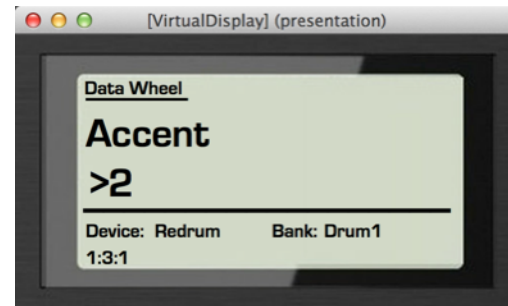 [VirtualDisplay] (presentation)
Data Wheel
Accent
>2
Device: Redrum Bank: Drum1
1:3:1